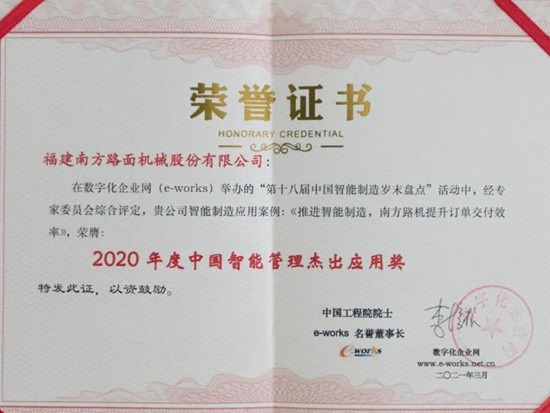 荣誉证书
HONORARY CREDENTIAL
福建南方路面机械股份有限公司：
在数字化企业网（e-works）举办的“第十八届中国智能制造岁末盘点”活动中，经专
家委员会综合评定，贵公司智能制造应用案例：《推进智能制造，南方路机提升订单交付效
率》，荣膺：
2020 年度中国智能管理杰出应用奖
特发此证，以资鼓励。
中国工程院院士
e-works 名誉董事长
e-works
数字化企业网
www.e-works.net.cn
二〇二一年三月